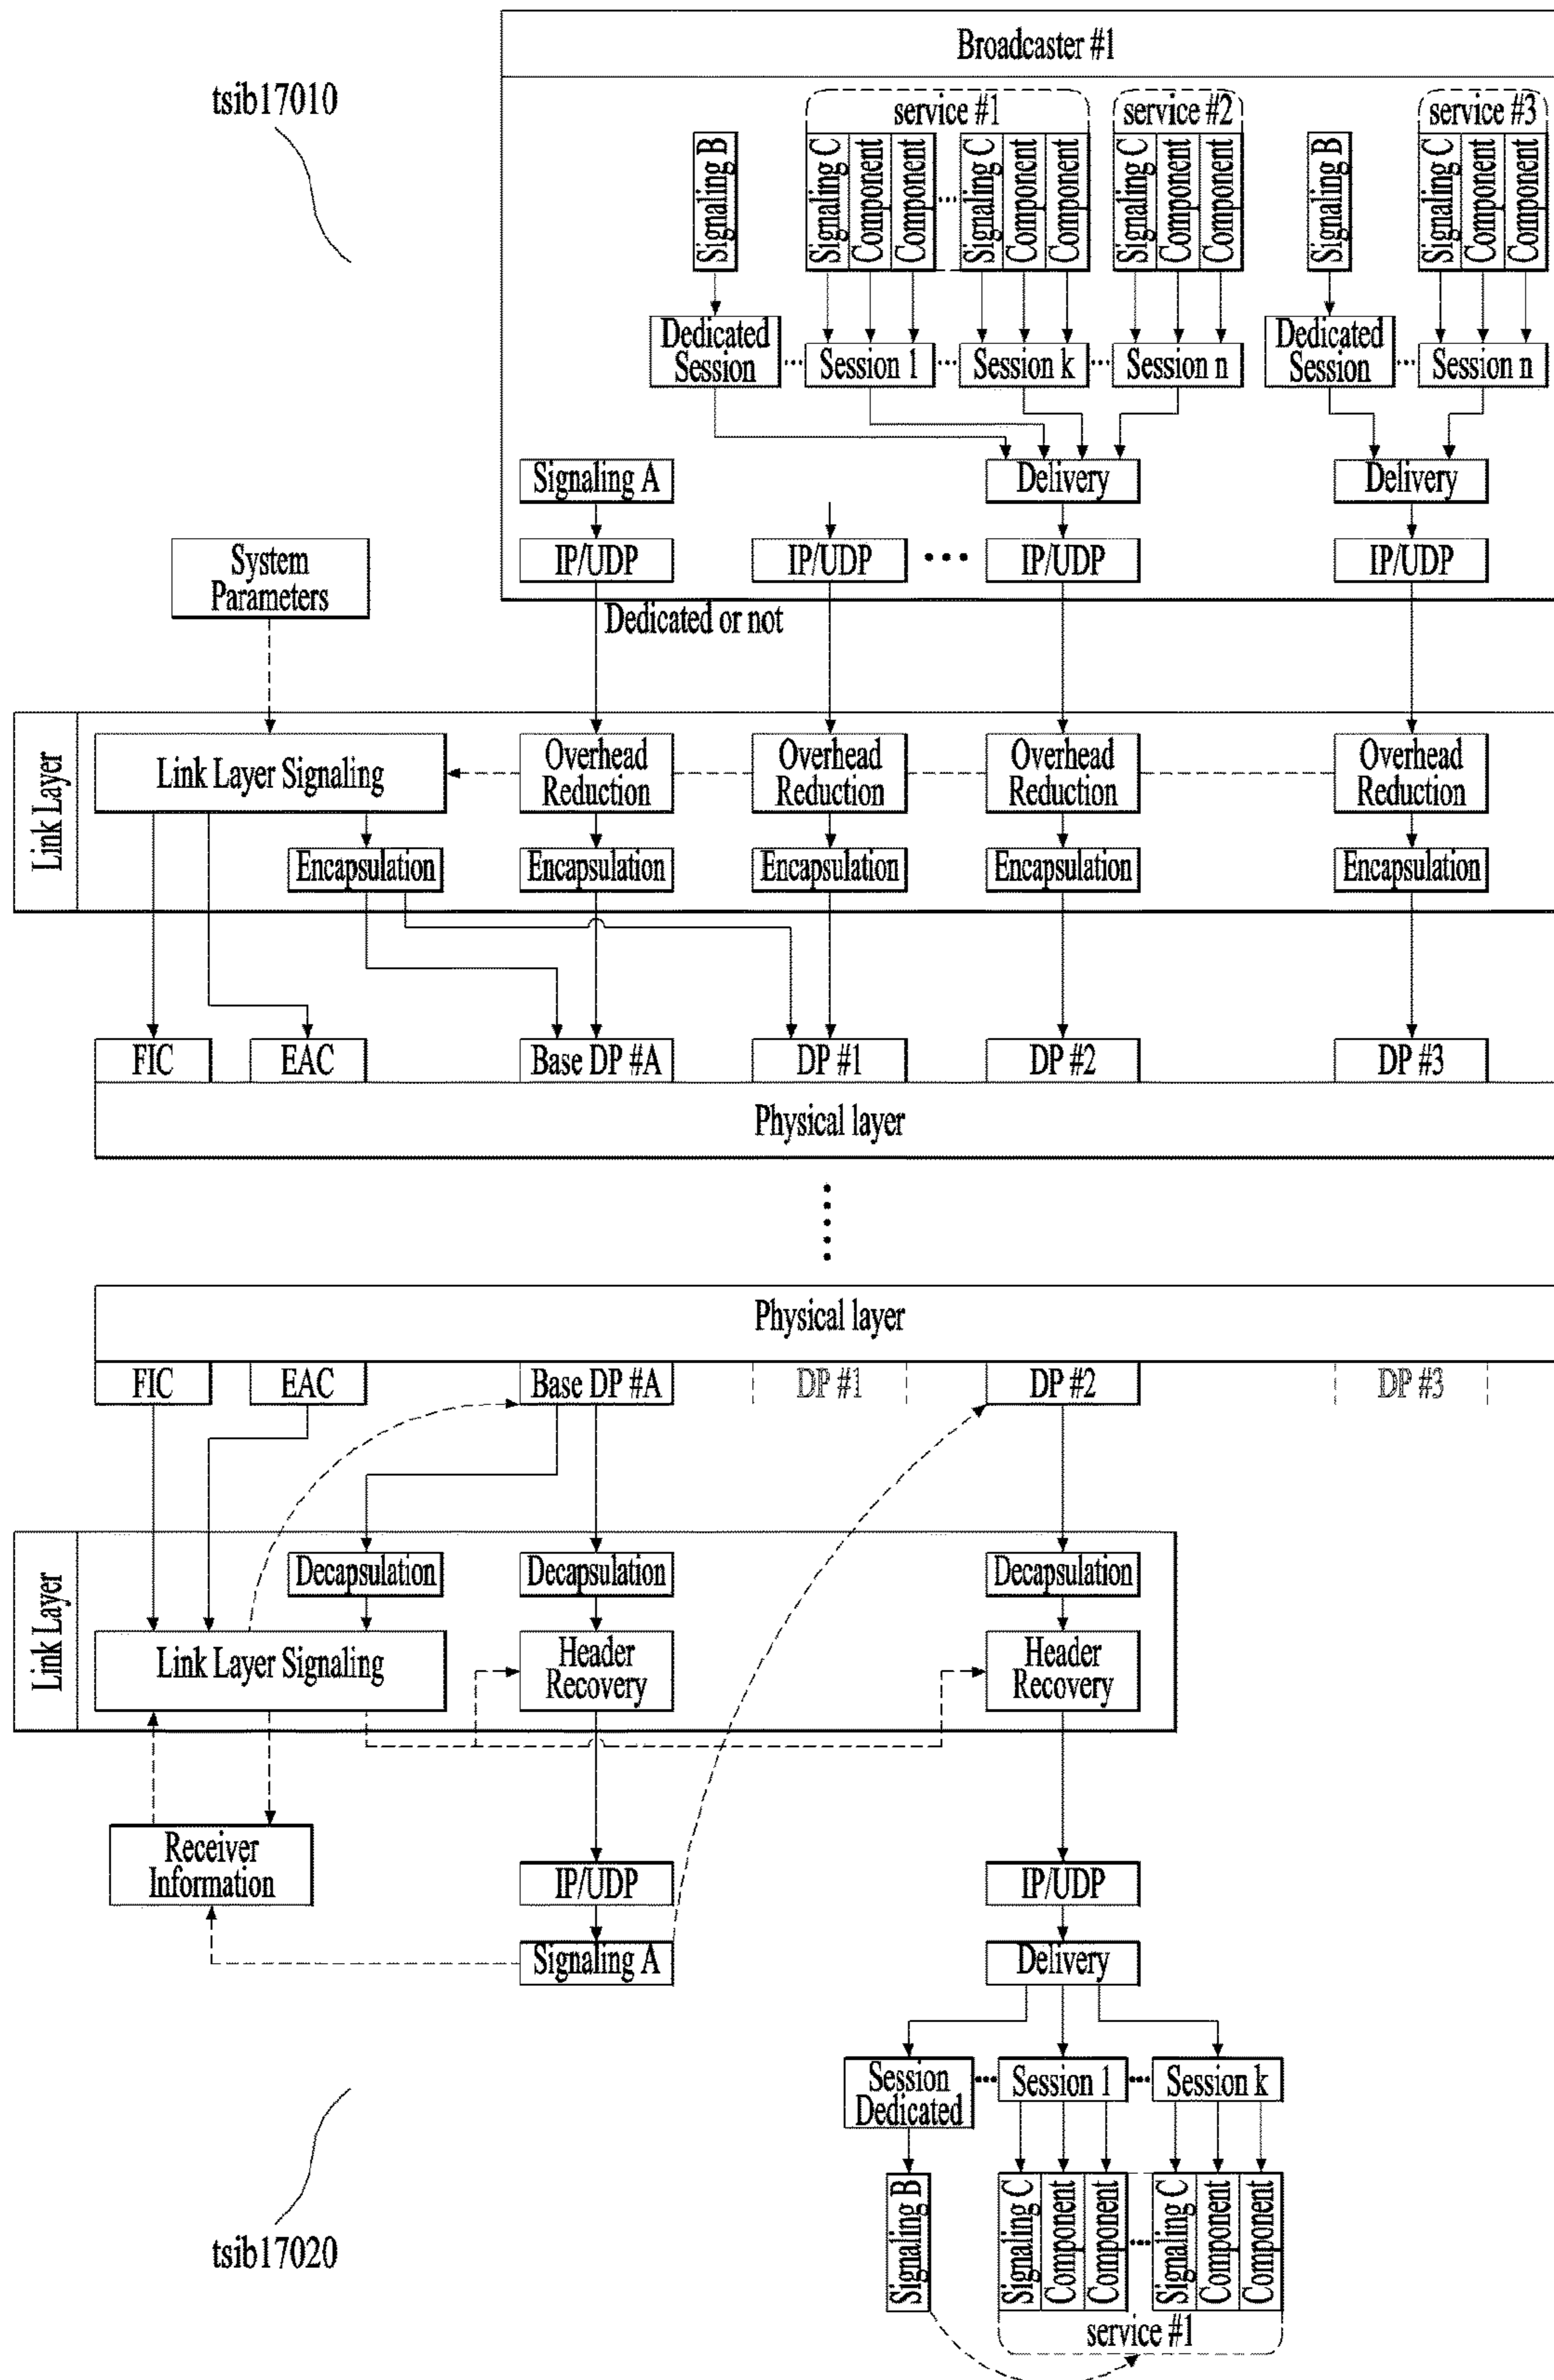 Broadcaster #1
tsib17010
service #1
service #2
service #3
Signaling B
Signaling C
Component
Component
...
Signaling C
Component
Component
Signaling C
Component
Component
Signaling B
Signaling C
Component
Component
Dedicated
Session
...
Session 1
...
Session k
...
Session n
Dedicated
Session
...
Session n
Signaling A
Delivery
Delivery
System
Parameters
IP/UDP
IP/UDP
...
IP/UDP
IP/UDP
Dedicated or not
Link Layer
Link Layer Signaling
Overhead
Reduction
Overhead
Reduction
Overhead
Reduction
Overhead
Reduction
Encapsulation
Encapsulation
Encapsulation
Encapsulation
Encapsulation
FIC
EAC
Base DP #A
DP #1
DP #2
DP #3
Physical layer
Physical layer
FIC
EAC
Base DP #A
DP #1
DP #2
DP #3
Link Layer
Decapsulation
Decapsulation
Decapsulation
Link Layer Signaling
Header
Recovery
Header
Recovery
Receiver
Information
IP/UDP
IP/UDP
Signaling A
Delivery
Session
Dedicated
...
Session 1
...
Session k
Signaling B
Signaling C
Component
Component
...
Signaling C
Component
Component
service #1
tsib17020